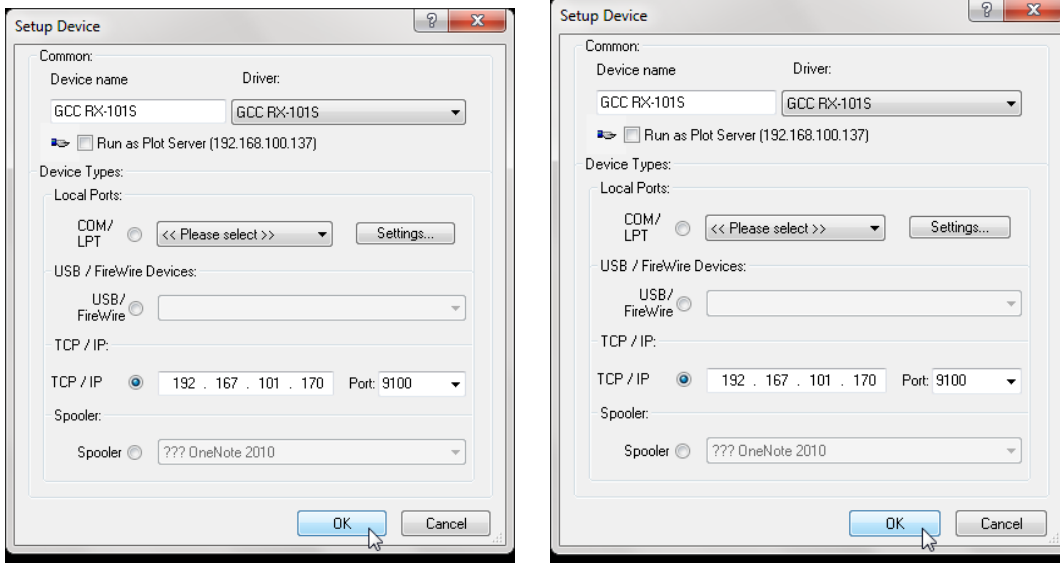 Setup Device
?
X
Common:
Device name Driver:
GCC RX-101S GCC RX-101S
Run as Plot Server (192.168.100.137)
Device Types:
Local Ports:
COM/
LPT << Please select >> Settings...
USB / FireWire Devices:
USB/
FireWire
TCP / IP:
TCP / IP 192 . 167 . 101 . 170 Port: 9100
Spooler:
Spooler ??? OneNote 2010
OK Cancel
Setup Device
?
X
Common:
Device name Driver:
GCC RX-101S GCC RX-101S
Run as Plot Server (192.168.100.137)
Device Types:
Local Ports:
COM/
LPT << Please select >> Settings...
USB / FireWire Devices:
USB/
FireWire
TCP / IP:
TCP / IP 192 . 167 . 101 . 170 Port: 9100
Spooler:
Spooler ??? OneNote 2010
OK Cancel